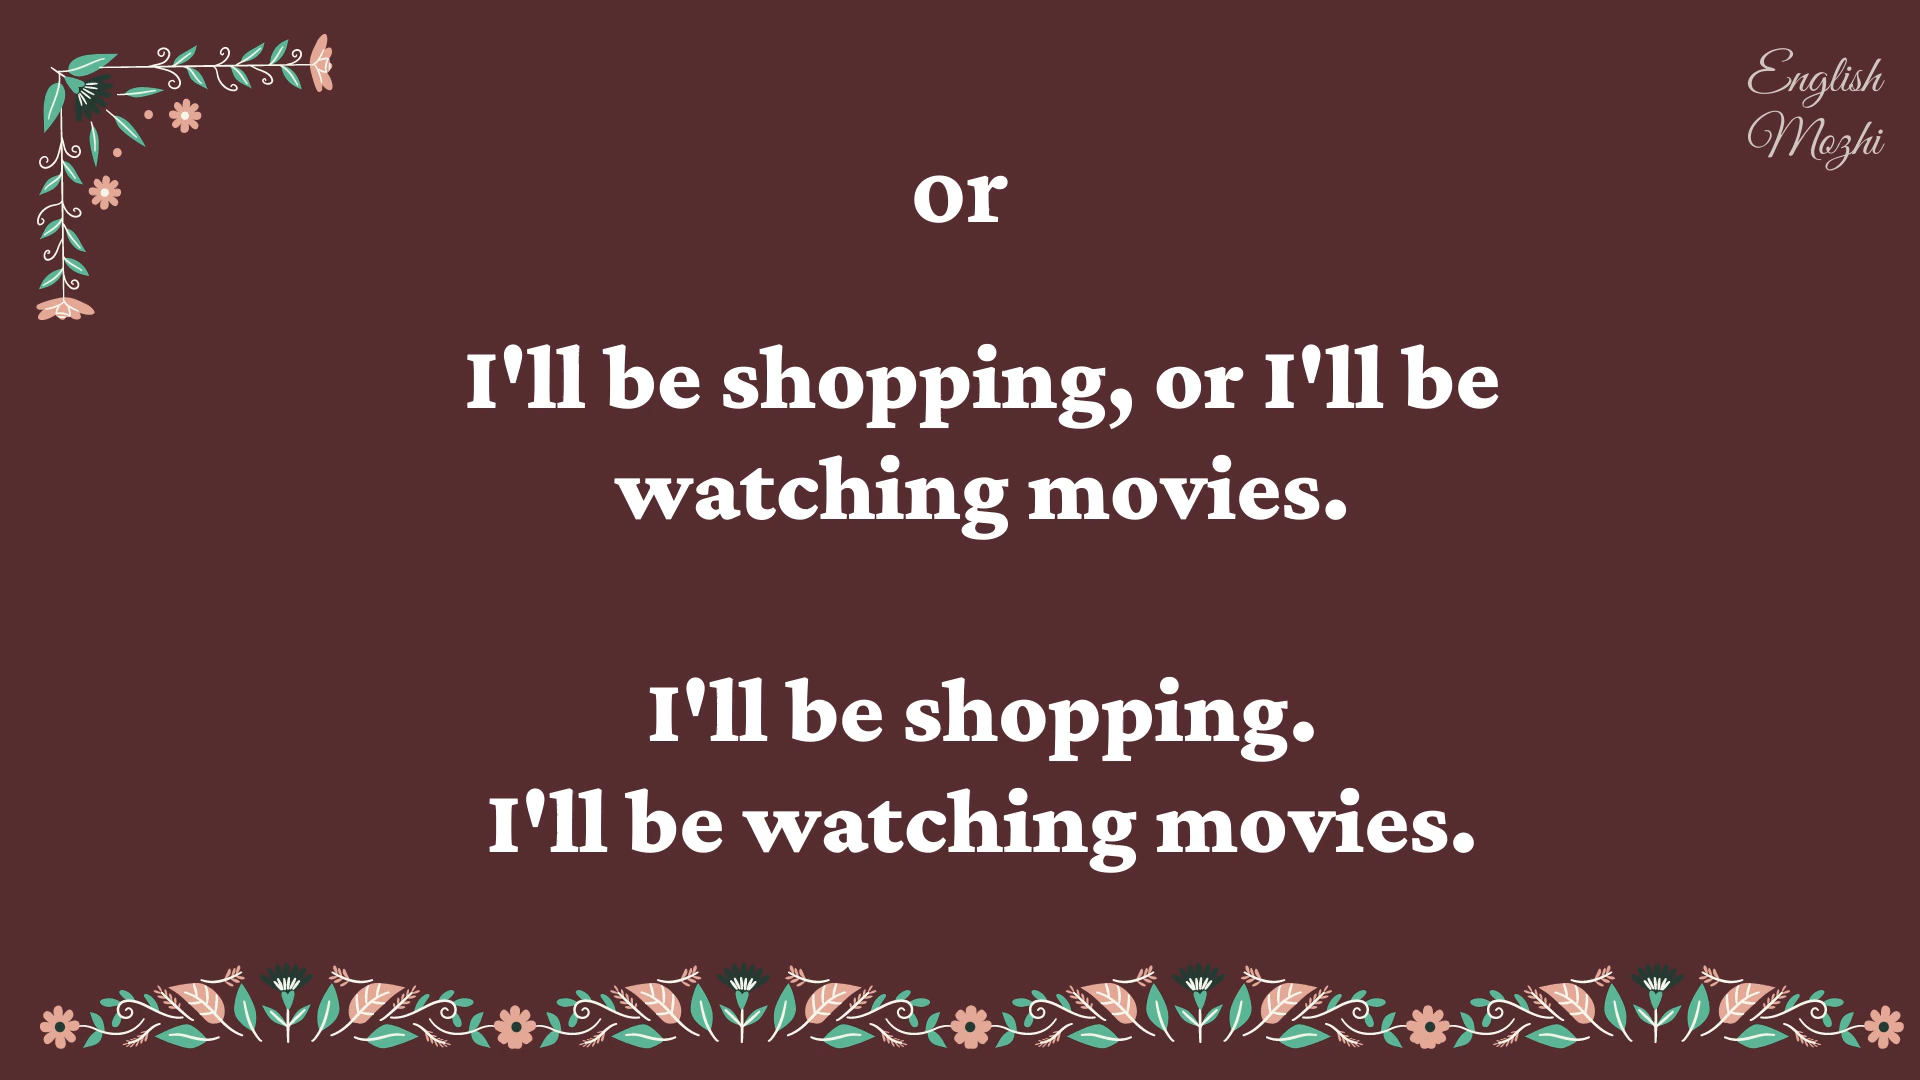 English
Mozhi
or
I'll be shopping, or I'll be
watching movies.
I'll be shopping.
I'll be watching movies.